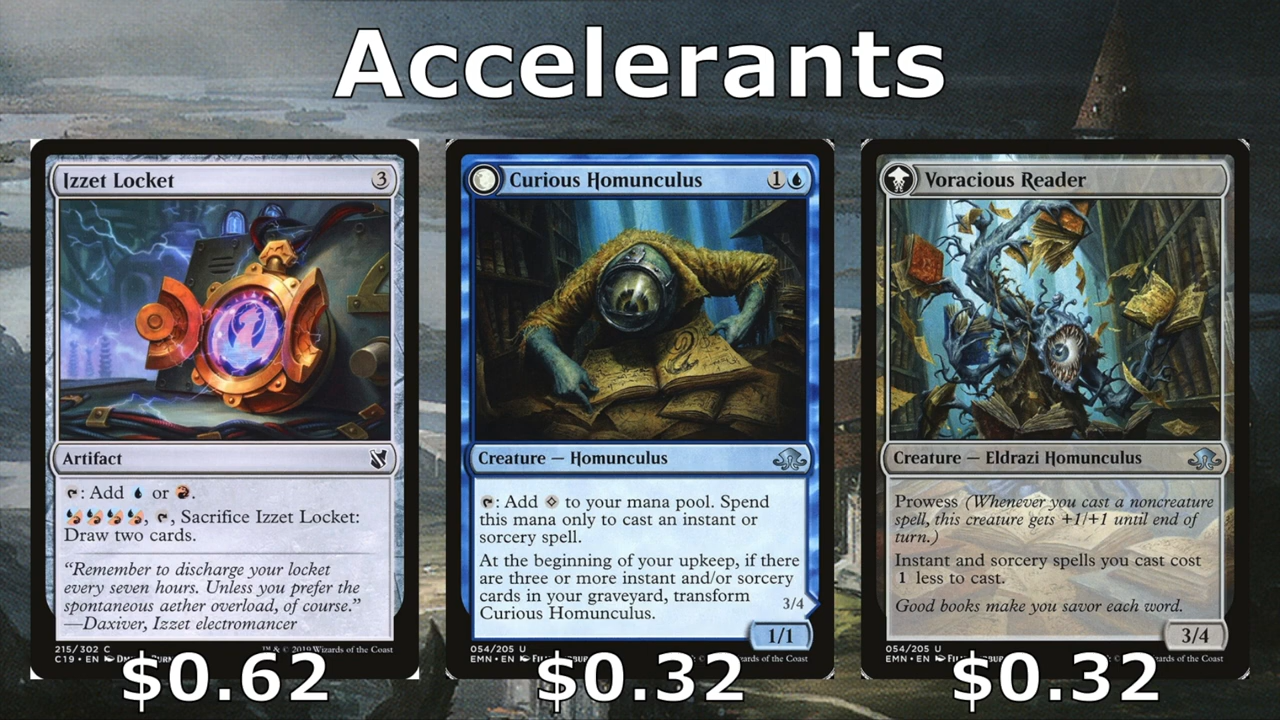 Accelerants
Izzet Locket
3
Artifact
: Add or .
, , Sacrifice Izzet Locket:
Draw two cards.
“Remember to discharge your locket
every seven hours. Unless you prefer the
spontaneous aether overload, of course.”
—Daxiver, Izzet electromancer
215/302 C
C19 • EN
™ & © 2019 Wizards of the Coast
$0.62
Curious Homunculus
1
Creature — Homunculus
: Add to your mana pool. Spend
this mana only to cast an instant or
sorcery spell.
At the beginning of your upkeep, if there
are three or more instant and/or sorcery
cards in your graveyard, transform
Curious Homunculus.
3/4
1/1
054/205 U
EMN • EN
ards of the Coast
$0.32
Voracious Reader
Creature — Eldrazi Homunculus
Prowess (Whenever you cast a noncreature
spell, this creature gets +1/+1 until end of
turn.)
Instant and sorcery spells you cast cost
1 less to cast.
Good books make you savor each word.
3/4
054/205 U
EMN • EN
ards of the Coast
$0.32